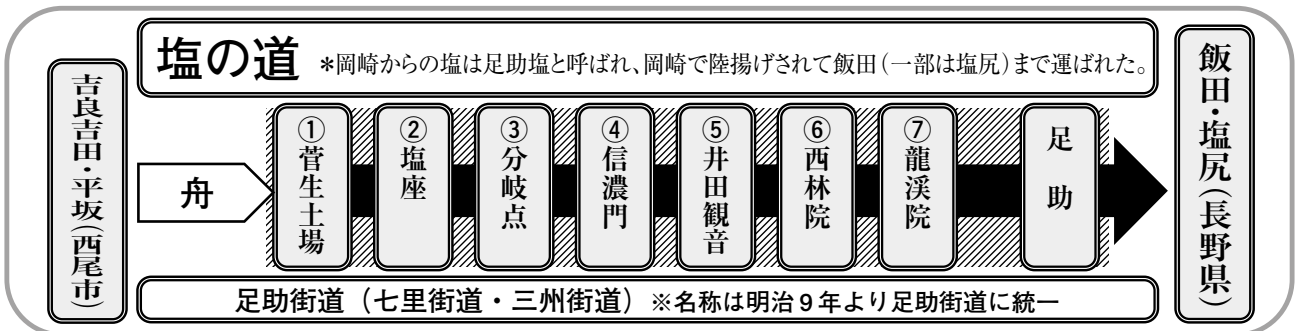 塩の道 *岡崎からの塩は足助塩と呼ばれ、岡崎で陸揚げされて飯田（一部は塩尻）まで運ばれた。
吉良吉田・平坂(西尾市)
舟
①菅生土場
②塩座
③分岐点
④信濃門
⑤井田観音
⑥西林院
⑦龍渓院
足助
飯田・塩尻(長野県)
足助街道（七里街道・三州街道）※名称は明治９年より足助街道に統一